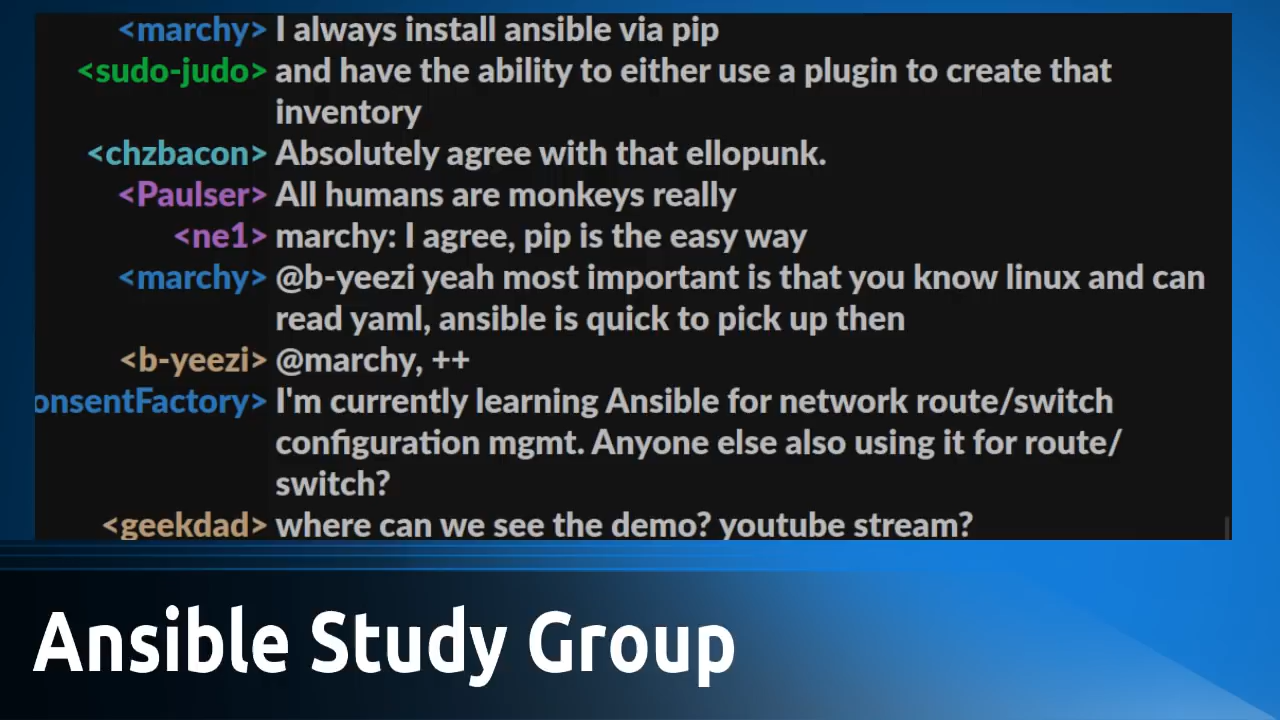 <marchy> I always install ansible via pip
<sudo-judo> and have the ability to either use a plugin to create that
inventory
<chzbacon> Absolutely agree with that ellopunk.
<Paulser> All humans are monkeys really
<ne1> marchy: I agree, pip is the easy way
<marchy> @b-yeezi yeah most important is that you know linux and can
read yaml, ansible is quick to pick up then
<b-yeezi> @marchy, ++
onsentFactory> I'm currently learning Ansible for network route/switch
configuration mgmt. Anyone else also using it for route/
switch?
<geekdad> where can we see the demo? youtube stream?
Ansible Study Group